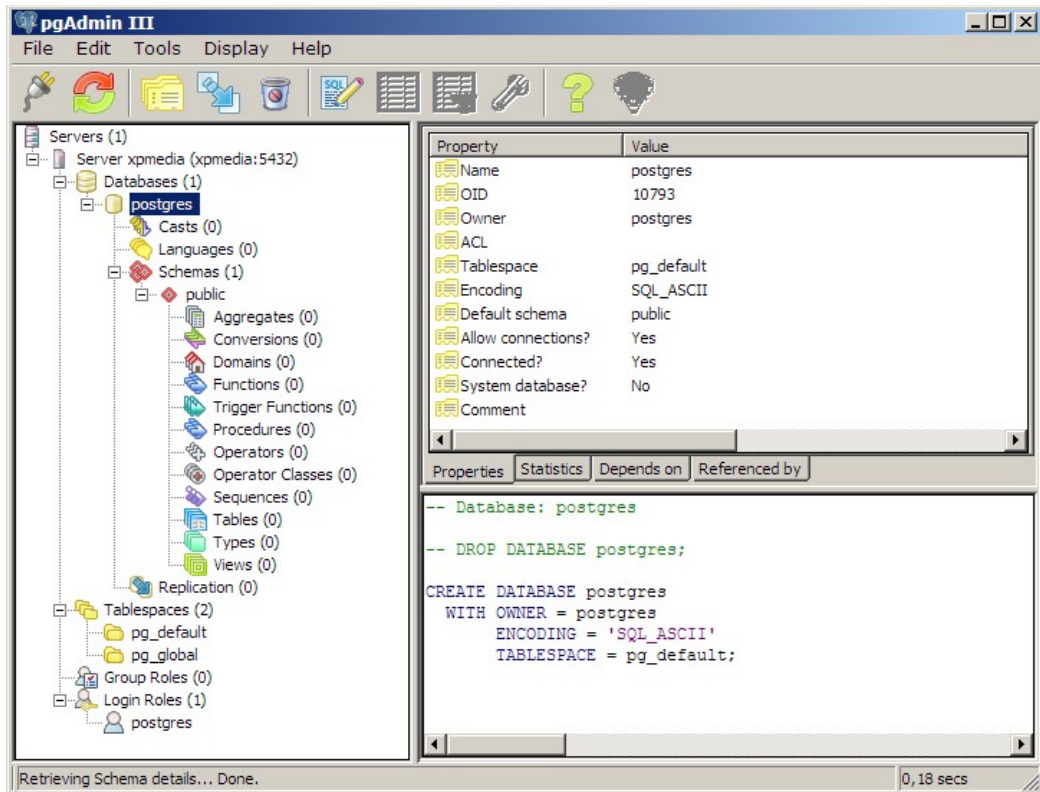 pgAdmin III
File Edit Tools Display Help
SQL
Servers (1)
Server xpmedia (xpmedia:5432)
Databases (1)
postgres
Casts (0)
Languages (0)
Schemas (1)
public
Aggregates (0)
Conversions (0)
Domains (0)
Functions (0)
Trigger Functions (0)
Procedures (0)
Operators (0)
Operator Classes (0)
Sequences (0)
Tables (0)
Types (0)
Views (0)
Replication (0)
Tablespaces (2)
pg_default
pg_global
Group Roles (0)
Login Roles (1)
postgres
Property Value
Name postgres
OID 10793
Owner postgres
ACL
Tablespace pg_default
Encoding SQL_ASCII
Default schema public
Allow connections? Yes
Connected? Yes
System database? No
Comment
Properties Statistics Depends on Referenced by
-- Database: postgres
-- DROP DATABASE postgres;
CREATE DATABASE postgres
WITH OWNER = postgres
ENCODING = 'SQL_ASCII'
TABLESPACE = pg_default;
Retrieving Schema details... Done. 0,18 secs